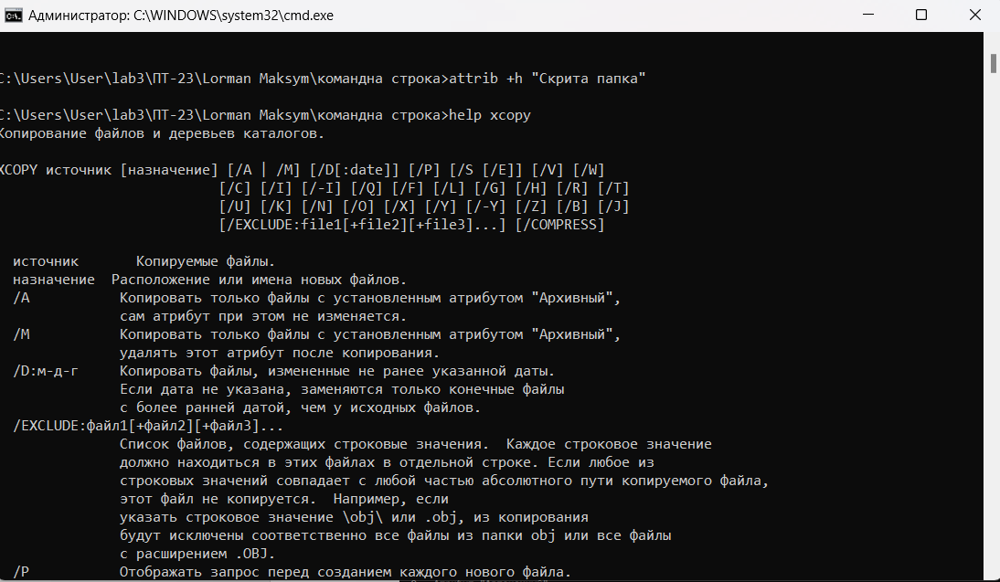 Администратор: C:\WINDOWS\system32\cmd.exe
C:\Users\User\lab3\ПТ-23\Lorman Maksym\командна строка>attrib +h "Скрита папка"
C:\Users\User\lab3\ПТ-23\Lorman Maksym\командна строка>help xcopy
Копирование файлов и деревьев каталогов.
XCOPY источник [назначение] [/A | /M] [/D[:date]] [/P] [/S [/E]] [/V] [/W]
[/C] [/I] [/-I] [/Q] [/F] [/L] [/G] [/H] [/R] [/T]
[/U] [/K] [/N] [/O] [/X] [/Y] [/-Y] [/Z] [/B] [/J]
[/EXCLUDE:file1[+file2][+file3]...] [/COMPRESS]
источник Копируемые файлы.
назначение Расположение или имена новых файлов.
/A Копировать только файлы с установленным атрибутом "Архивный",
сам атрибут при этом не изменяется.
/M Копировать только файлы с установленным атрибутом "Архивный",
удалять этот атрибут после копирования.
/D:м-д-г Копировать файлы, измененные не ранее указанной даты.
Если дата не указана, заменяются только конечные файлы
с более ранней датой, чем у исходных файлов.
/EXCLUDE:файл1[+файл2][+файл3]...
Список файлов, содержащих строковые значения. Каждое строковое значение
должно находиться в этих файлах в отдельной строке. Если любое из
строковых значений совпадает с любой частью абсолютного пути копируемого файла,
этот файл не копируется. Например, если
указать строковое значение \obj\ или .obj, из копирования
будут исключены соответственно все файлы из папки obj или все файлы
с расширением .OBJ.
/P Отображать запрос перед созданием каждого нового файла.